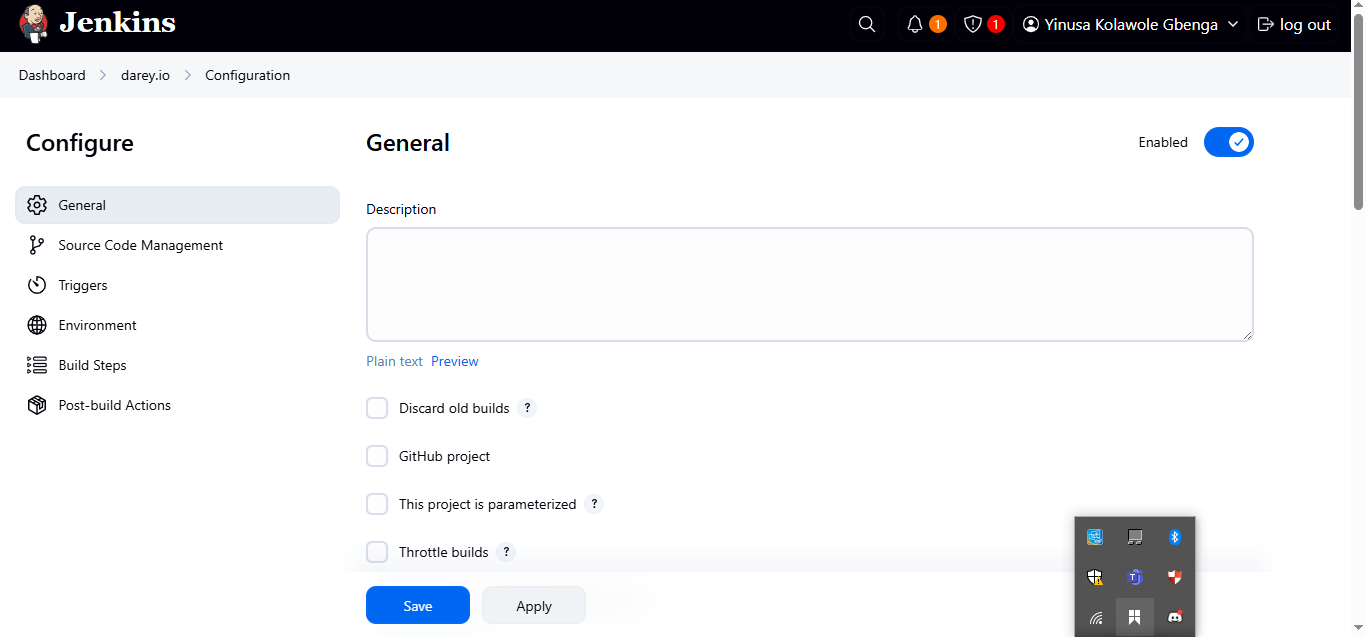 Jenkins
1
1
Yinusa Kolawole Gbenga
log out
Dashboard
darey.io
Configuration
Configure
General
Enabled
General
Source Code Management
Triggers
Environment
Build Steps
Post-build Actions
Description
Plain text Preview
Discard old builds ?
GitHub project
This project is parameterized ?
Throttle builds ?
Save
Apply